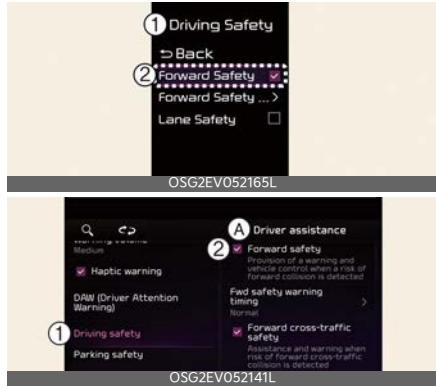 ① Driving Safety
Back
② Forward Safety
Forward Safety ... >
Lane Safety
OSG2EV052165L
Warning volume
Medium
Haptic warning
DAW (Driver Attention
Warning)
① Driving safety
Parking safety
A Driver assistance
② Forward safety
Provision of a warning and
vehicle control when a risk of
forward collision is detected
Fwd safety warning
timing >
Normal
Forward cross-traffic
safety
Assistance and warning when
risk of forward cross-traffic
collision is detected
OSG2EV052141L